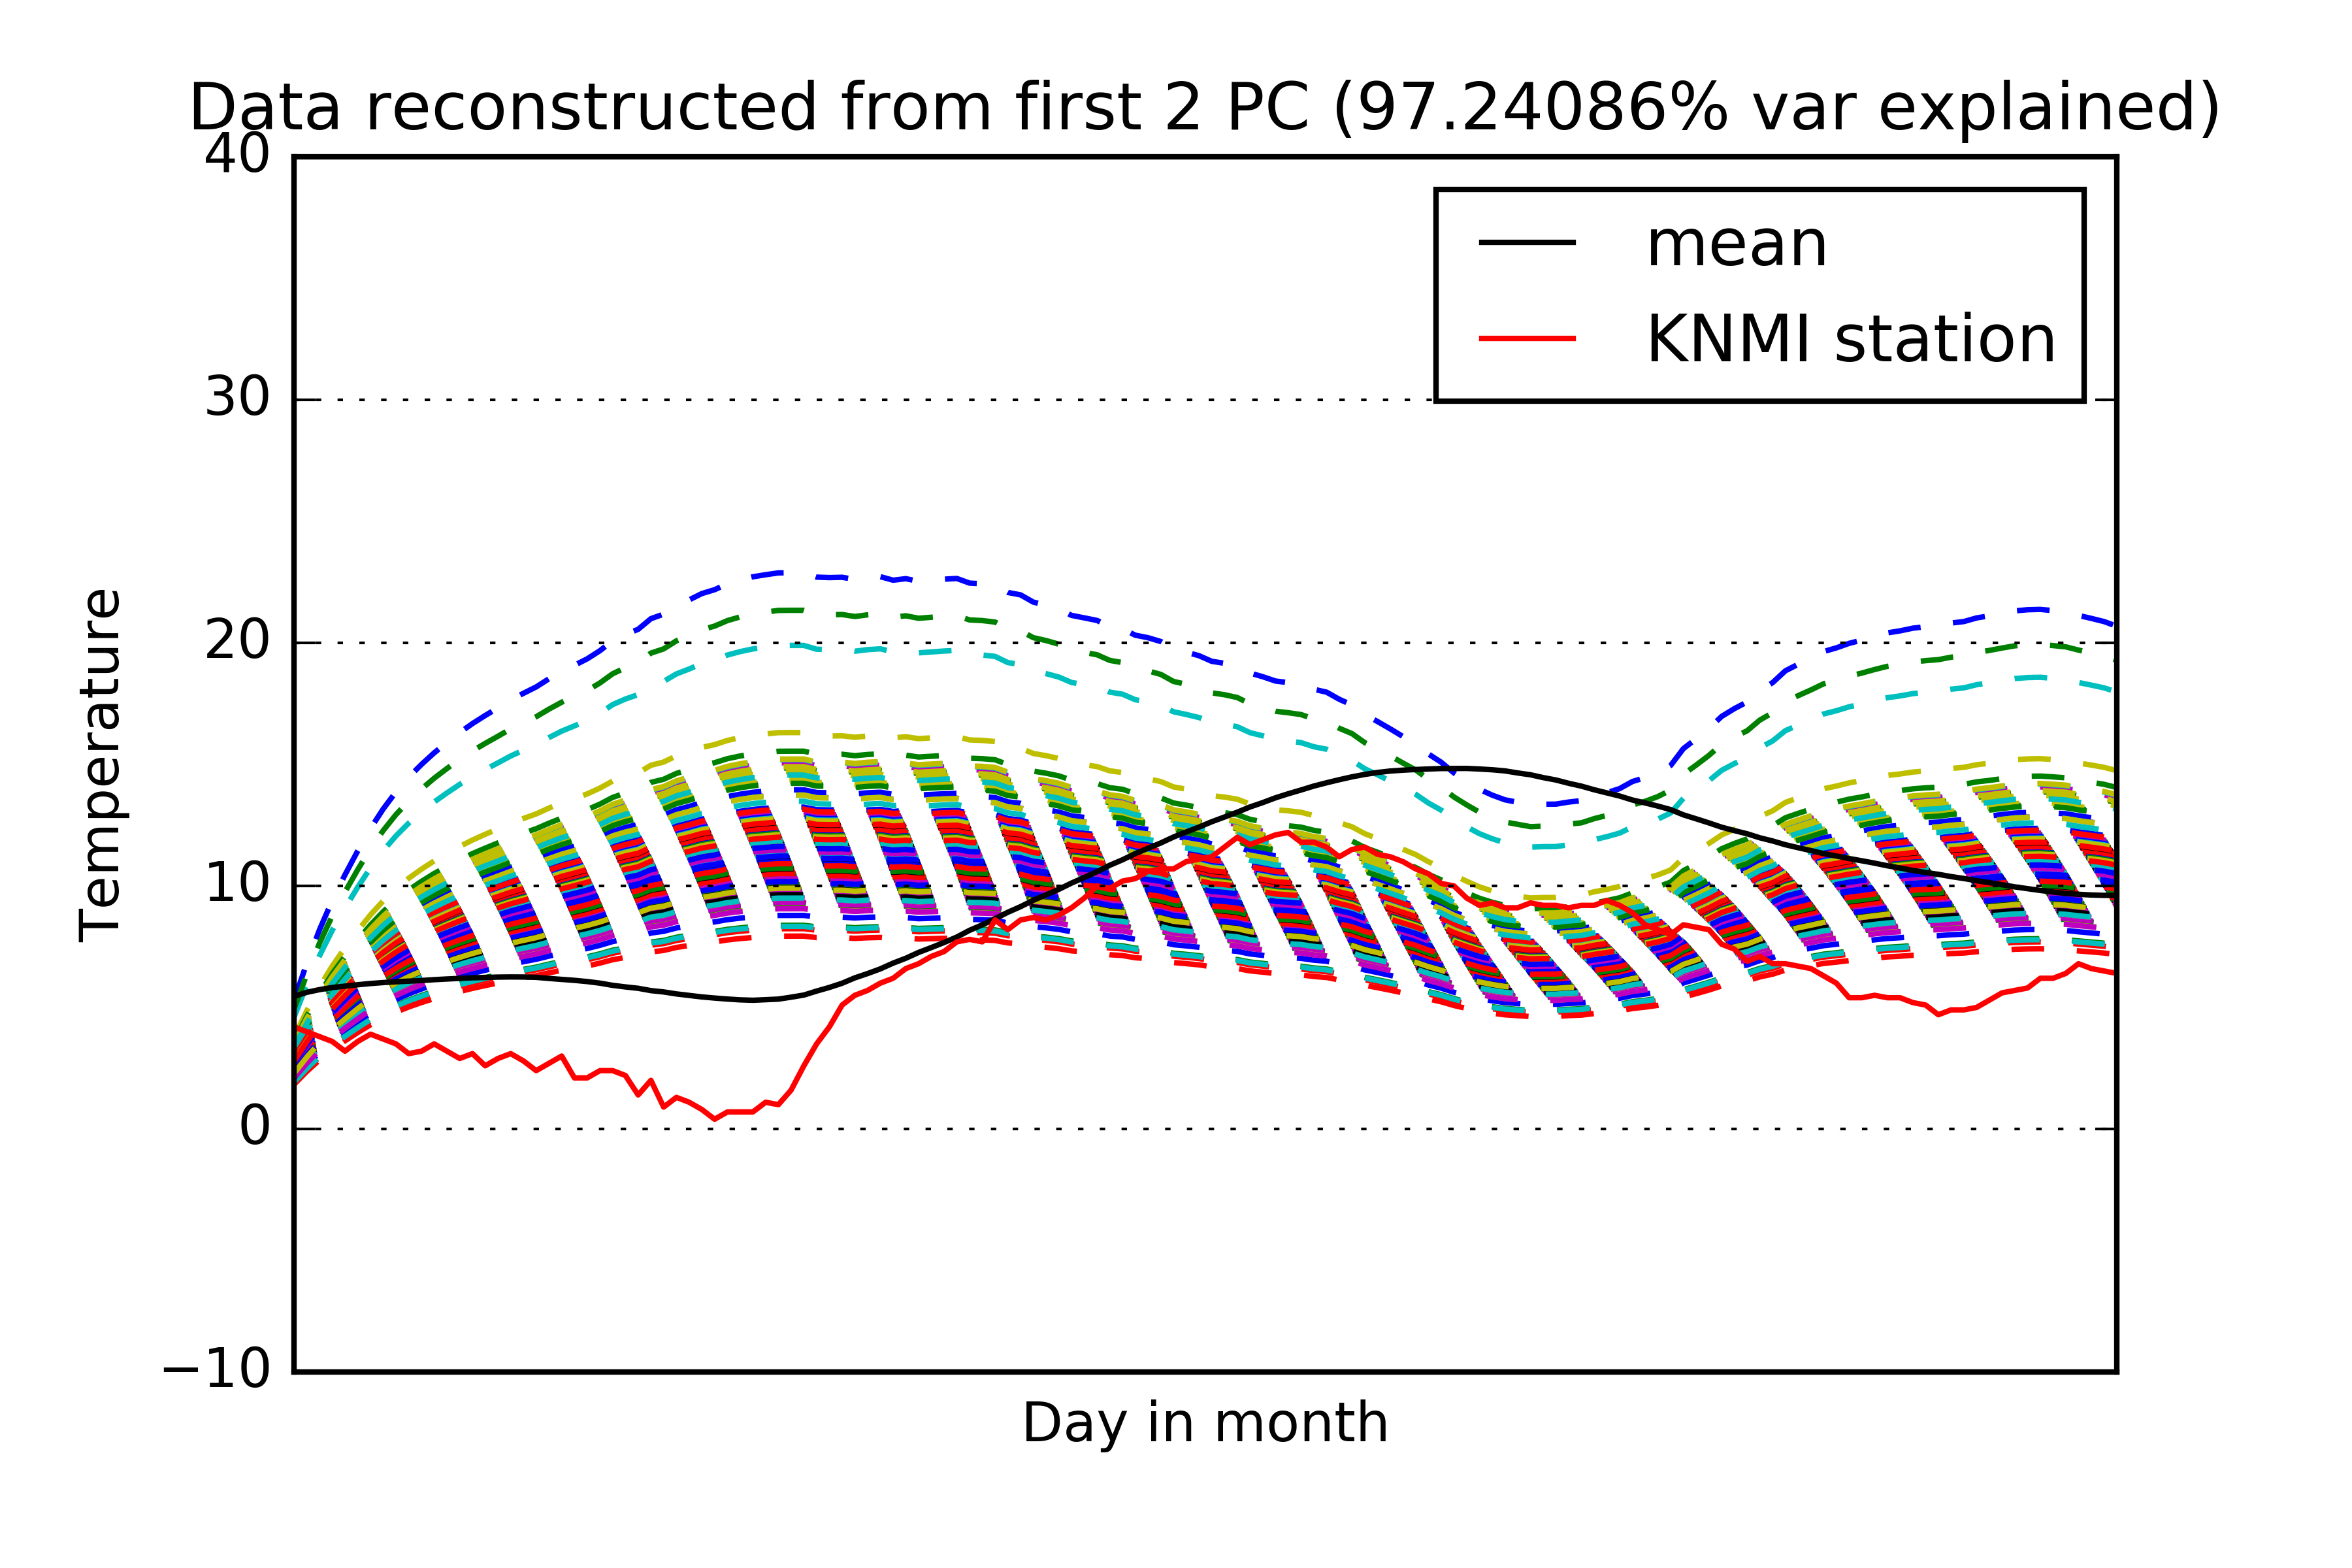 Data reconstructed from first 2 PC (97.24086% var explained)
40
30
20
10
0
−10
Temperature
Day in month
mean
KNMI station